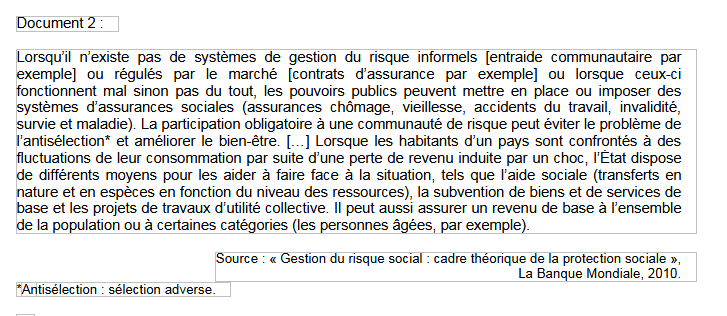 Document 2 :
Lorsqu’il n’existe pas de systèmes de gestion du risque informels [entraide communautaire par
exemple] ou régulés par le marché [contrats d’assurance par exemple] ou lorsque ceux-ci
fonctionnent mal sinon pas du tout, les pouvoirs publics peuvent mettre en place ou imposer des
systèmes d’assurances sociales (assurances chômage, vieillesse, accidents du travail, invalidité,
survie et maladie). La participation obligatoire à une communauté de risque peut éviter le problème de
l’antisélection* et améliorer le bien-être. […] Lorsque les habitants d’un pays sont confrontés à des
fluctuations de leur consommation par suite d’une perte de revenu induite par un choc, l’État dispose
de différents moyens pour les aider à faire face à la situation, tels que l’aide sociale (transferts en
nature et en espèces en fonction du niveau des ressources), la subvention de biens et de services de
base et les projets de travaux d’utilité collective. Il peut aussi assurer un revenu de base à l’ensemble
de la population ou à certaines catégories (les personnes âgées, par exemple).
Source : « Gestion du risque social : cadre théorique de la protection sociale »,
La Banque Mondiale, 2010.
*Antisélection : sélection adverse.